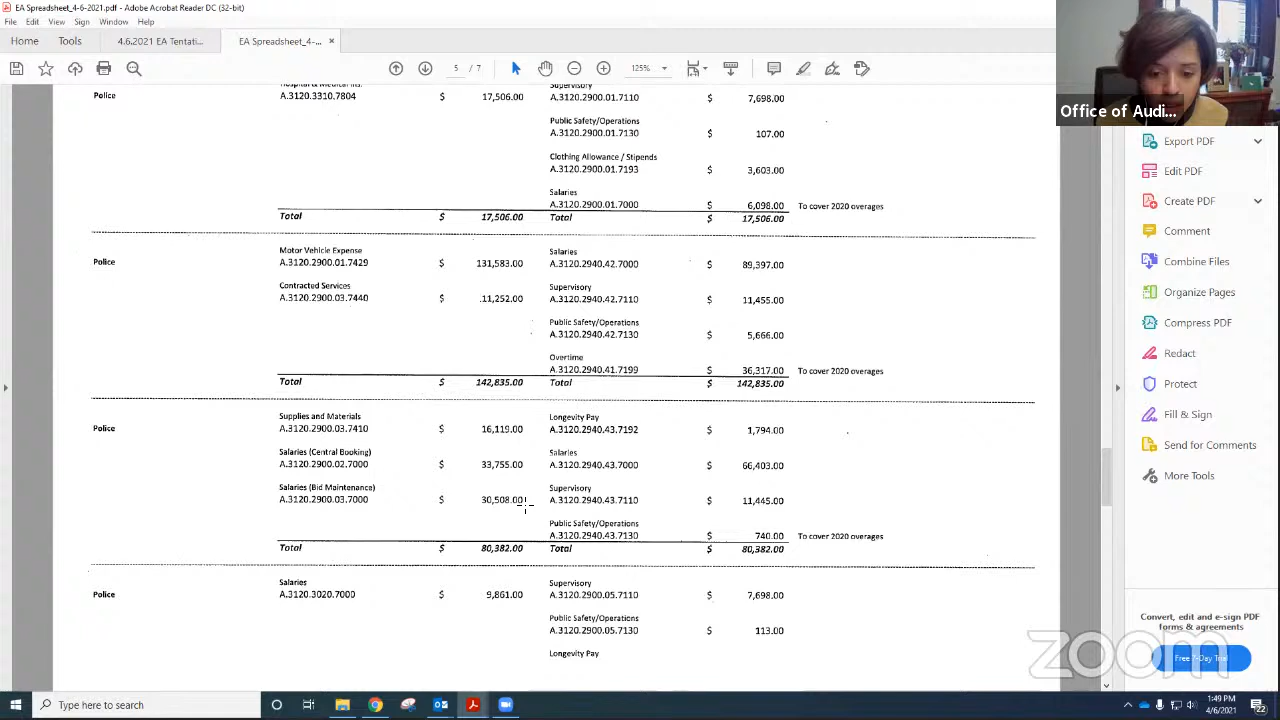 EA Spreadsheet_4-6-2021.pdf - Adobe Acrobat Reader DC (32-bit)
File Edit View Sign Window Help
Home Tools 4.6.2021 EA Tentati... EA Spreadsheet_4-... ×
5 / 7 125%
Office of Audi...
Export PDF
Edit PDF
Create PDF
Comment
Combine Files
Organize Pages
Compress PDF
Redact
Protect
Fill & Sign
Send for Comments
More Tools
Convert, edit and e-sign PDF
forms & agreements
Free 7-Day Trial
Supervisory
Police A.3120.3310.7804 $ 17,506.00 A.3120.2900.01.7110 $ 7,698.00
Public Safety/Operations
A.3120.2900.01.7130 $ 107.00
Clothing Allowance / Stipends
A.3120.2900.01.7193 $ 3,603.00
Salaries
A.3120.2900.01.7000 $ 6,098.00 To cover 2020 overages
Total $ 17,506.00 Total $ 17,506.00
Motor Vehicle Expense Salaries
Police A.3120.2900.01.7429 $ 131,583.00 A.3120.2940.42.7000 $ 89,397.00
Contracted Services Supervisory
A.3120.2900.03.7440 $ 11,252.00 A.3120.2940.42.7110 $ 11,455.00
Public Safety/Operations
A.3120.2940.42.7130 $ 5,666.00
Overtime
A.3120.2940.41.7199 $ 36,317.00 To cover 2020 overages
Total $ 142,835.00 Total $ 142,835.00
Supplies and Materials Longevity Pay
Police A.3120.2900.03.7410 $ 16,119.00 A.3120.2940.43.7192 $ 1,794.00
Salaries (Central Booking) Salaries
A.3120.2900.02.7000 $ 33,755.00 A.3120.2940.43.7000 $ 66,403.00
Salaries (Bid Maintenance) Supervisory
A.3120.2900.03.7000 $ 30,508.00 A.3120.2940.43.7110 $ 11,445.00
Public Safety/Operations
A.3120.2940.43.7130 $ 740.00 To cover 2020 overages
Total $ 80,382.00 Total $ 80,382.00
Salaries Supervisory
Police A.3120.3020.7000 $ 9,861.00 A.3120.2900.05.7110 $ 7,698.00
Public Safety/Operations
A.3120.2900.05.7130 $ 113.00
Longevity Pay
zoom
Type here to search
1:49 PM
4/6/2021